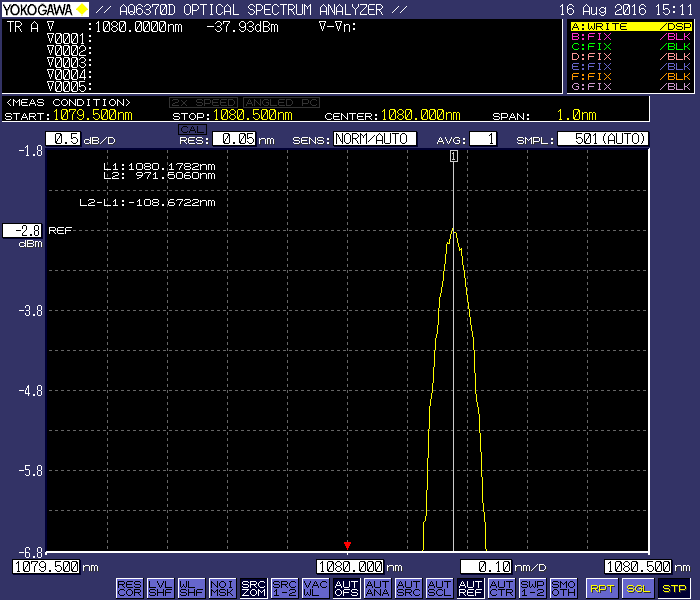 YOKOGAWA // AQ6370D OPTICAL SPECTRUM ANALYZER // 16 Aug 2016 15:11
TR A ∇ :1080.0000nm -37.93dBm ∇-∇n:
∇0001:
∇0002:
∇0003:
∇0004:
∇0005:
A:WRITE /DSP
B:FIX /BLK
C:FIX /BLK
D:FIX /BLK
E:FIX /BLK
F:FIX /BLK
G:FIX /BLK
<MEAS CONDITION> 2X SPEED ANGLED PC
START:1079.500nm STOP:1080.500nm CENTER:1080.000nm SPAN: 1.0nm
CAL
0.5 dB/D RES: 0.05 nm SENS: NORM/AUTO AVG: 1 SMPL: 501(AUTO)
-1.8
1
L1:1080.1782nm
L2: 971.5060nm
L2-L1:-108.6722nm
-2.8 REF
dBm
-3.8
-4.8
-5.8
-6.8
1079.500 nm 1080.000 nm 0.10 nm/D 1080.500 nm
RES COR LVL SHF WL SHF NOI MSK SRC ZOM SRC 1-2 VAC WL AUT OFS AUT ANA AUT SRC AUT SCL AUT REF AUT CTR SWP 1-2 SMO OTH RPT SGL STP